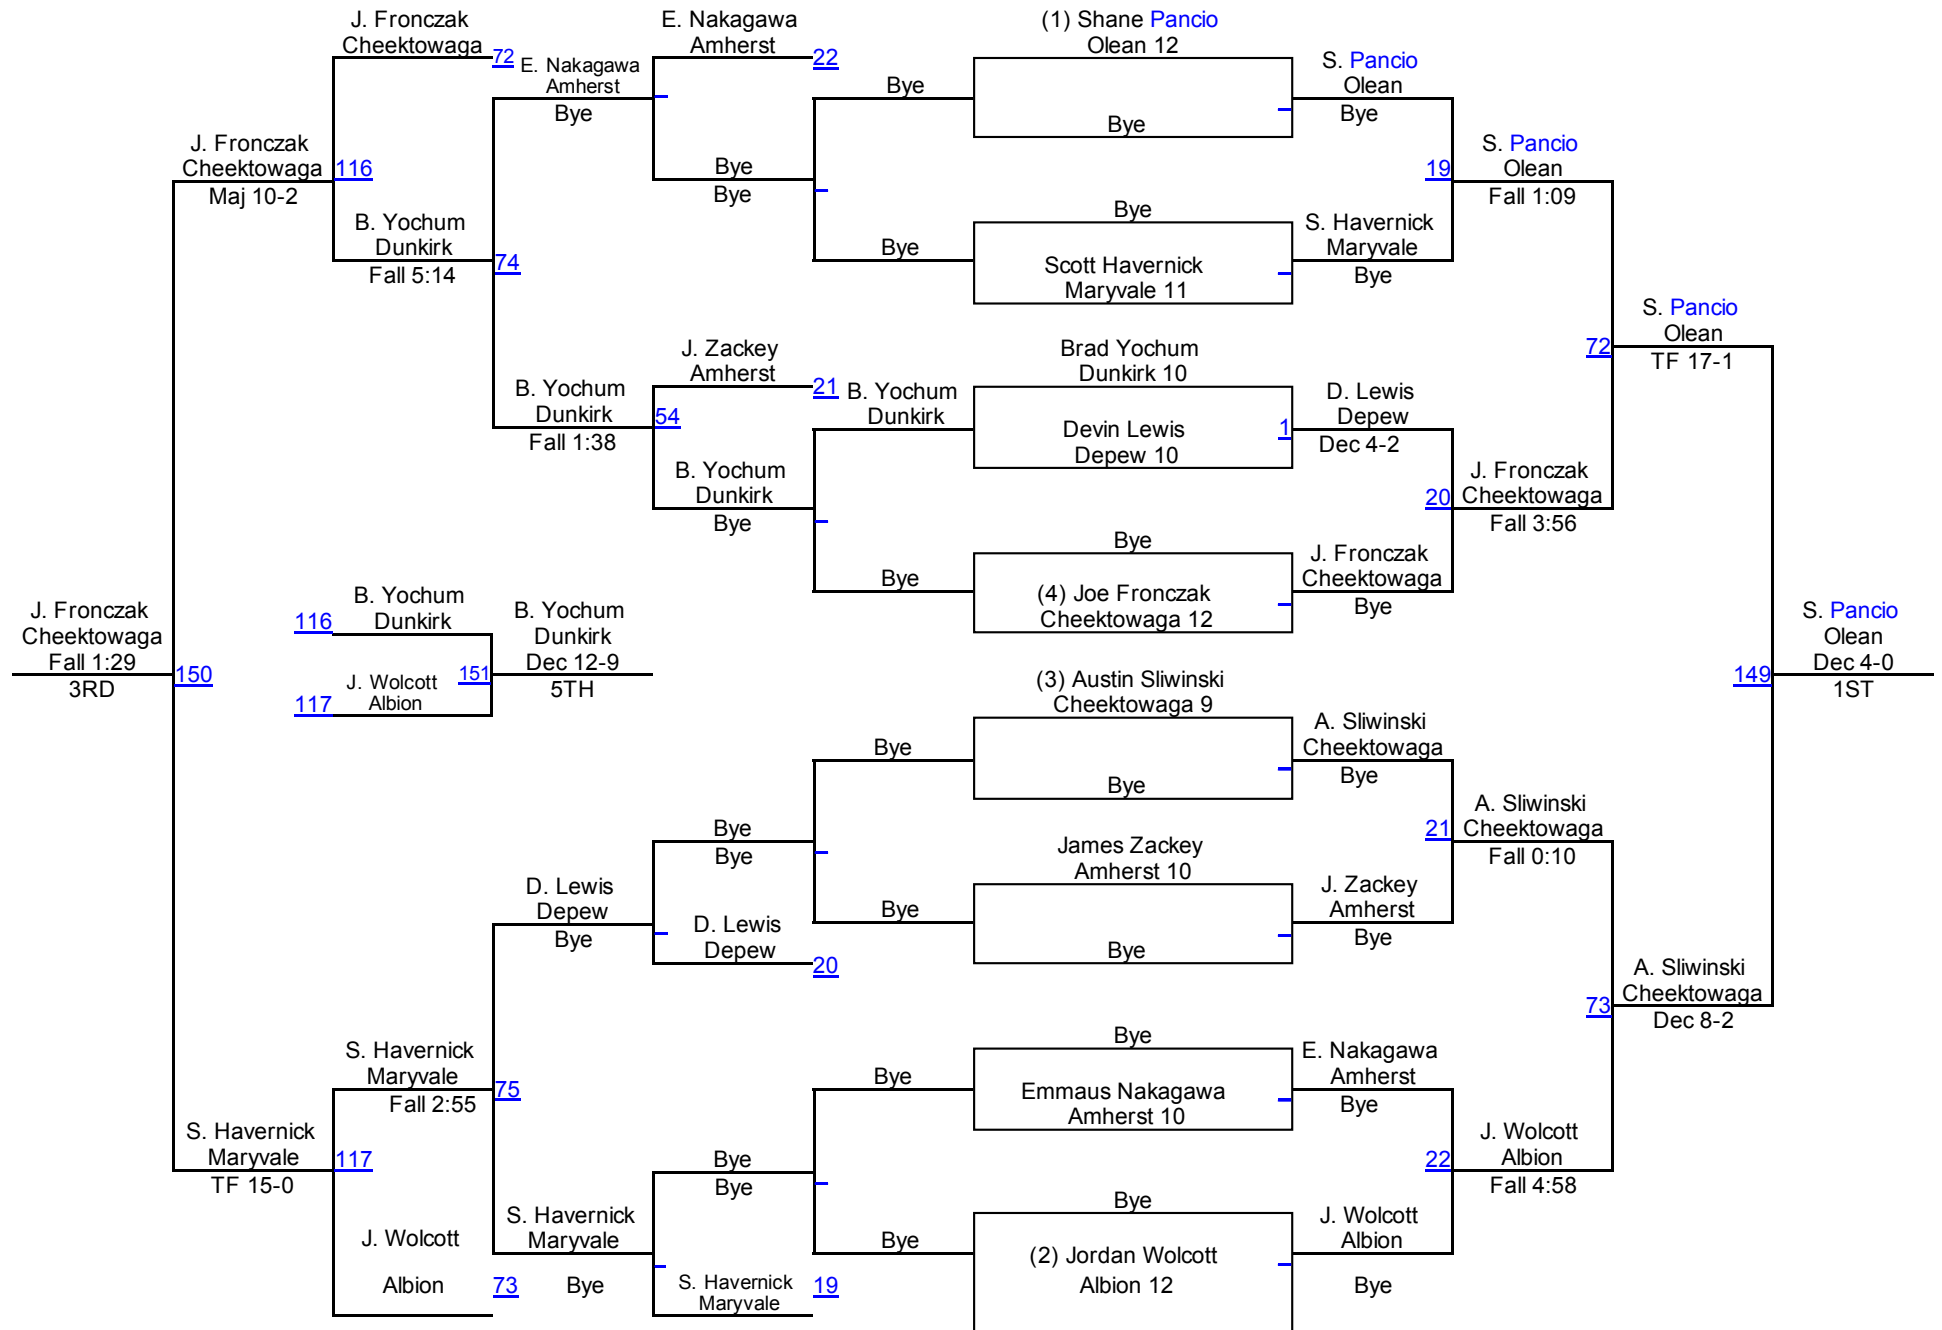 J. Fronczak
Cheektowaga
72
E. Nakagawa
Amherst
Bye
E. Nakagawa
Amherst
22
Bye
Bye
Bye
(1) Shane Pancio
Olean 12
Bye
S. Pancio
Olean
Bye
J. Fronczak
Cheektowaga
Maj 10-2
116
B. Yochum
Dunkirk
Fall 5:14
74
Bye
Bye
Scott Havernick
Maryvale 11
S. Havernick
Maryvale
Bye
19
S. Pancio
Olean
Fall 1:09
B. Yochum
Dunkirk
Fall 1:38
54
J. Zackey
Amherst
21
B. Yochum
Dunkirk
Bye
B. Yochum
Dunkirk
Brad Yochum
Dunkirk 10
Devin Lewis
Depew 10
1
D. Lewis
Depew
Dec 4-2
72
S. Pancio
Olean
TF 17-1
Bye
Bye
(4) Joe Fronczak
Cheektowaga 12
J. Fronczak
Cheektowaga
Bye
20
J. Fronczak
Cheektowaga
Fall 3:56
J. Fronczak
Cheektowaga
Fall 1:29
3RD
150
116
B. Yochum
Dunkirk
117
J. Wolcott
Albion
151
B. Yochum
Dunkirk
Dec 12-9
5TH
149
S. Pancio
Olean
Dec 4-0
1ST
Bye
(3) Austin Sliwinski
Cheektowaga 9
Bye
A. Sliwinski
Cheektowaga
Bye
D. Lewis
Depew
Bye
Bye
Bye
D. Lewis
Depew
20
Bye
James Zackey
Amherst 10
Bye
J. Zackey
Amherst
Bye
21
A. Sliwinski
Cheektowaga
Fall 0:10
73
A. Sliwinski
Cheektowaga
Dec 8-2
S. Havernick
Maryvale
Fall 2:55
75
Bye
Bye
Emmaus Nakagawa
Amherst 10
E. Nakagawa
Amherst
Bye
S. Havernick
Maryvale
TF 15-0
117
Bye
Bye
22
J. Wolcott
Albion
Fall 4:58
J. Wolcott
Albion
73
S. Havernick
Maryvale
Bye
S. Havernick
Maryvale
19
Bye
Bye
(2) Jordan Wolcott
Albion 12
J. Wolcott
Albion
Bye